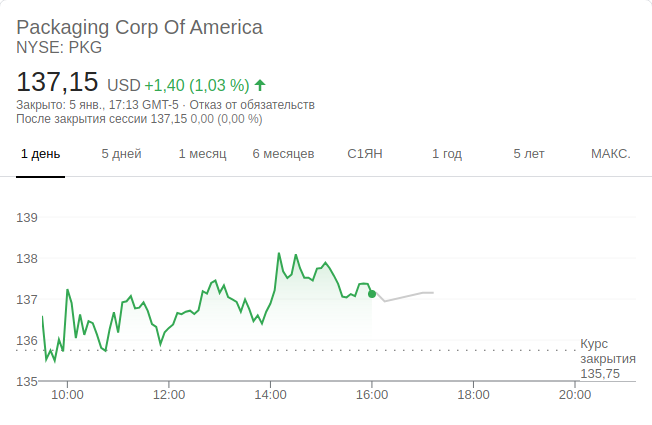 Packaging Corp Of America
NYSE: PKG
137,15 USD +1,40 (1,03 %)
Закрыто: 5 янв., 17:13 GMT-5 · Отказ от обязательств
После закрытия сессии 137,15 0,00 (0,00 %)
1 день 5 дней 1 месяц 6 месяцев С1ЯН 1 год 5 лет МАКС.
139
138
137
136
Курс
закрытия
135,75
135
10:00 12:00 14:00 16:00 18:00 20:00